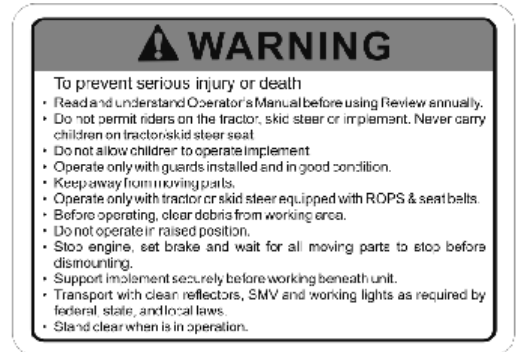 WARNING
To prevent serious injury or death
• Read and understand Operator's Manual before using Review annually.
• Do not permit riders on the tractor, skid steer or implement. Never carry
children on tractor/skid steer seat
• Do not allow children to operate implement
• Operate only with guards installed and in good condition.
• Keep away from moving parts.
• Operate only with tractor or skid steer equipped with ROPS & seat belts.
• Before operating, clear debris from working area.
• Do not operate in raised position.
• Stop engine, set brake and wait for all moving parts to stop before
dismounting.
• Support implement securely before working beneath unit.
• Transport with clean reflectors, SMV and working lights as required by
federal, state, and local laws.
• Stand clear when is in operation.